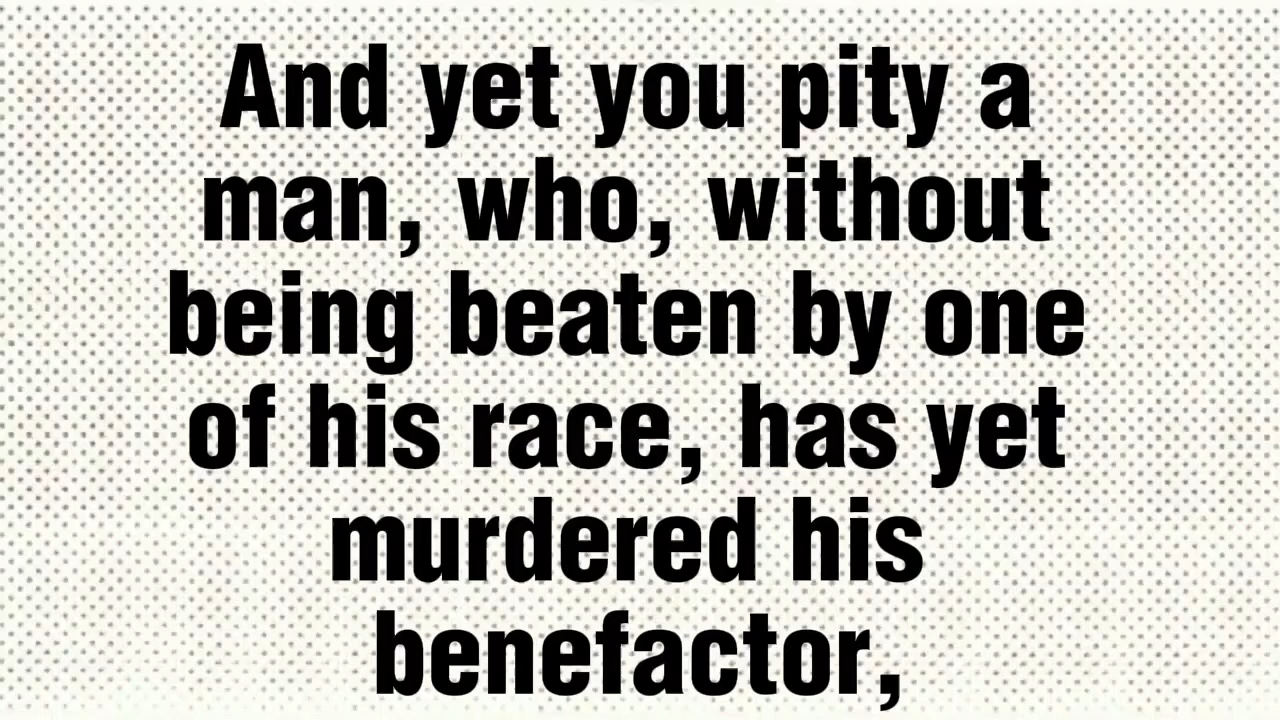 And yet you pity a
man, who, without
being beaten by one
of his race, has yet
murdered his
benefactor,